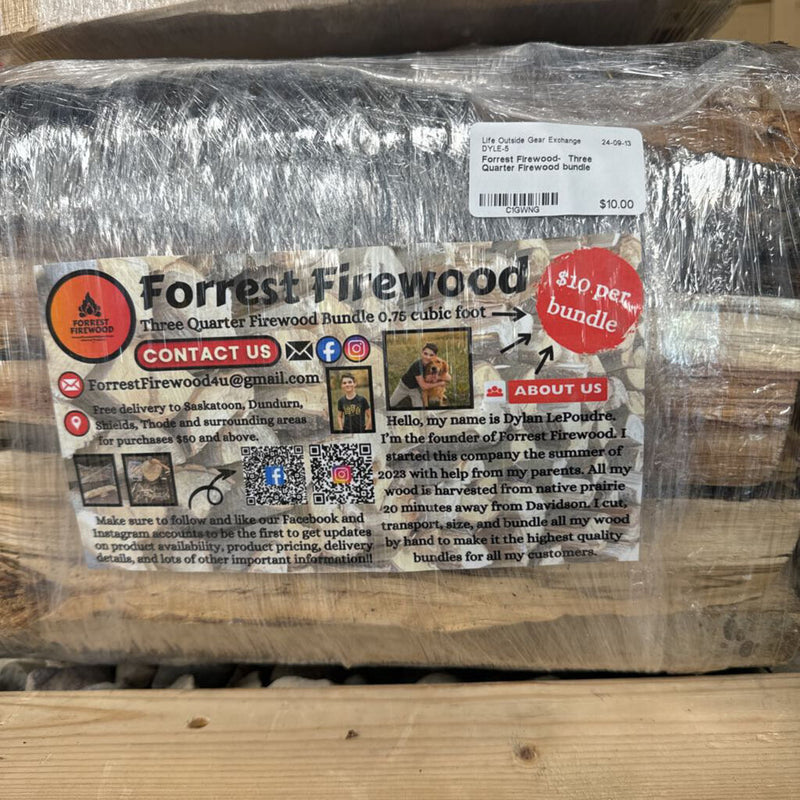 Life Outside Gear Exchange 24-09-13
DYLE-5
Forrest Firewood- Three
Quarter Firewood bundle
C1GWNG $10.00
Forrest Firewood
Three Quarter Firewood Bundle 0.75 cubic foot
$10 per
bundle
FORREST
FIREWOOD
CONTACT US
ForrestFirewood4u@gmail.com
Free delivery to Saskatoon, Dundurn,
Shields, Thode and surrounding areas
for purchases $50 and above.
Make sure to follow and like our Facebook and
Instagram accounts to be the first to get updates
on product availability, product pricing, delivery
details, and lots of other important information!!
ABOUT US
Hello, my name is Dylan LePoudre.
I'm the founder of Forrest Firewood. I
started this company the summer of
2023 with help from my parents. All my
wood is harvested from native prairie
20 minutes away from Davidson. I cut,
transport, size, and bundle all my wood
by hand to make it the highest quality
bundles for all my customers.